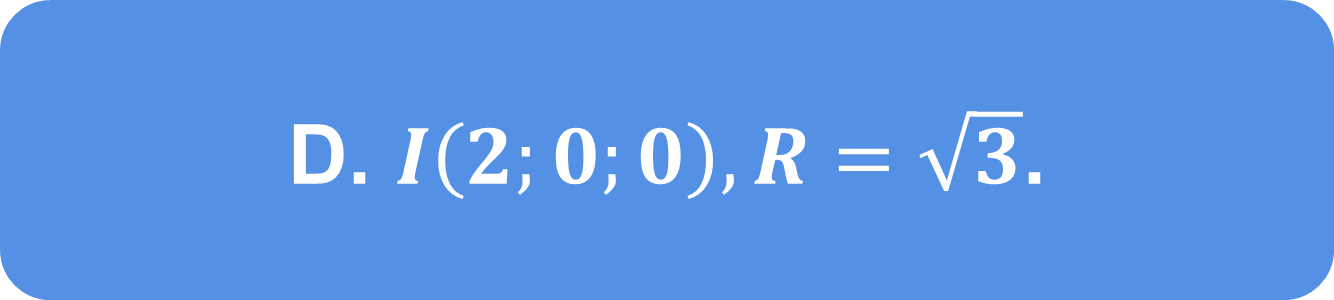 D. I(2; 0; 0), R = √3.